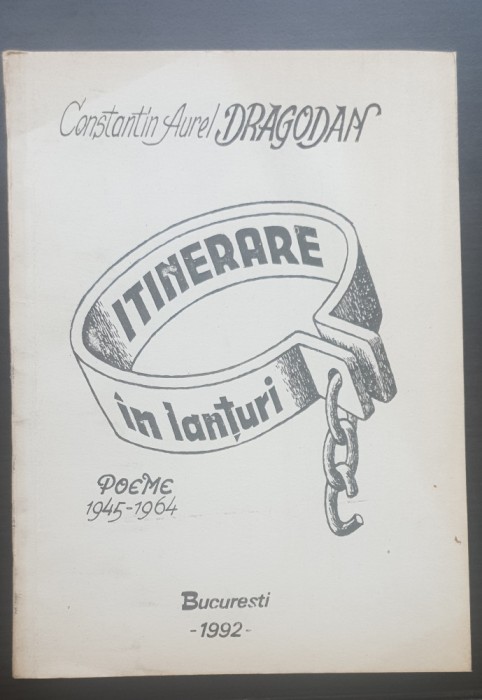 Constantin Aurel DRAGODAN
ITINERARE
în lanțuri
POEME
1945-1964
Bucuresti
-1992-